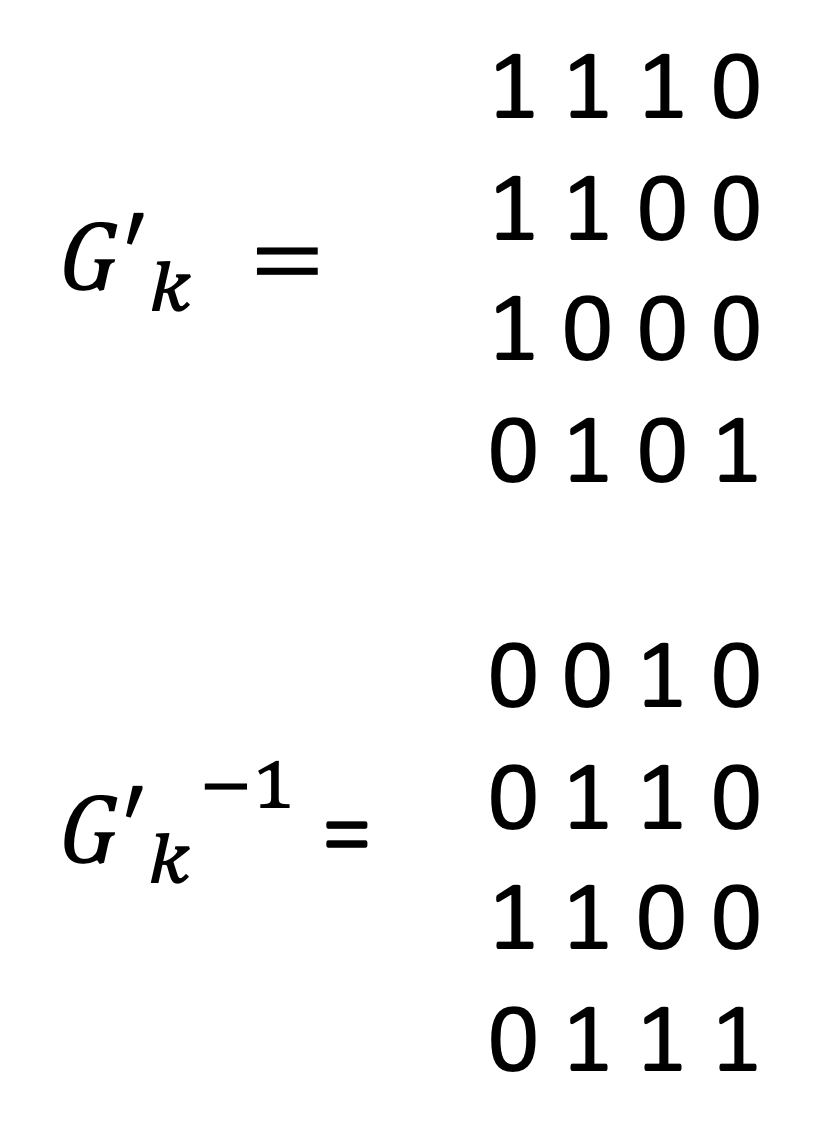 1 1 1 0
1 1 0 0
G′k =
1 0 0 0
0 1 0 1
0 0 1 0
0 1 1 0
G′k −1 =
1 1 0 0
0 1 1 1